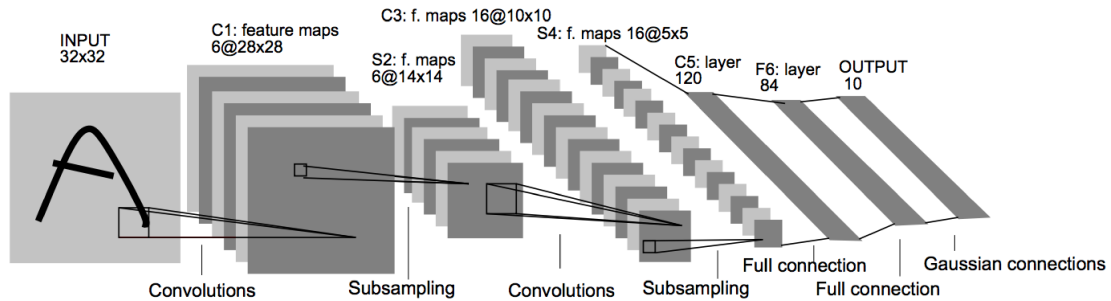 INPUT
32x32
C1: feature maps
6@28x28
C3: f. maps 16@10x10
S2: f. maps
6@14x14
S4: f. maps 16@5x5
C5: layer
120
F6: layer
84
OUTPUT
10
Convolutions
Subsampling
Convolutions
Subsampling
Full connection
Full connection
Gaussian connections